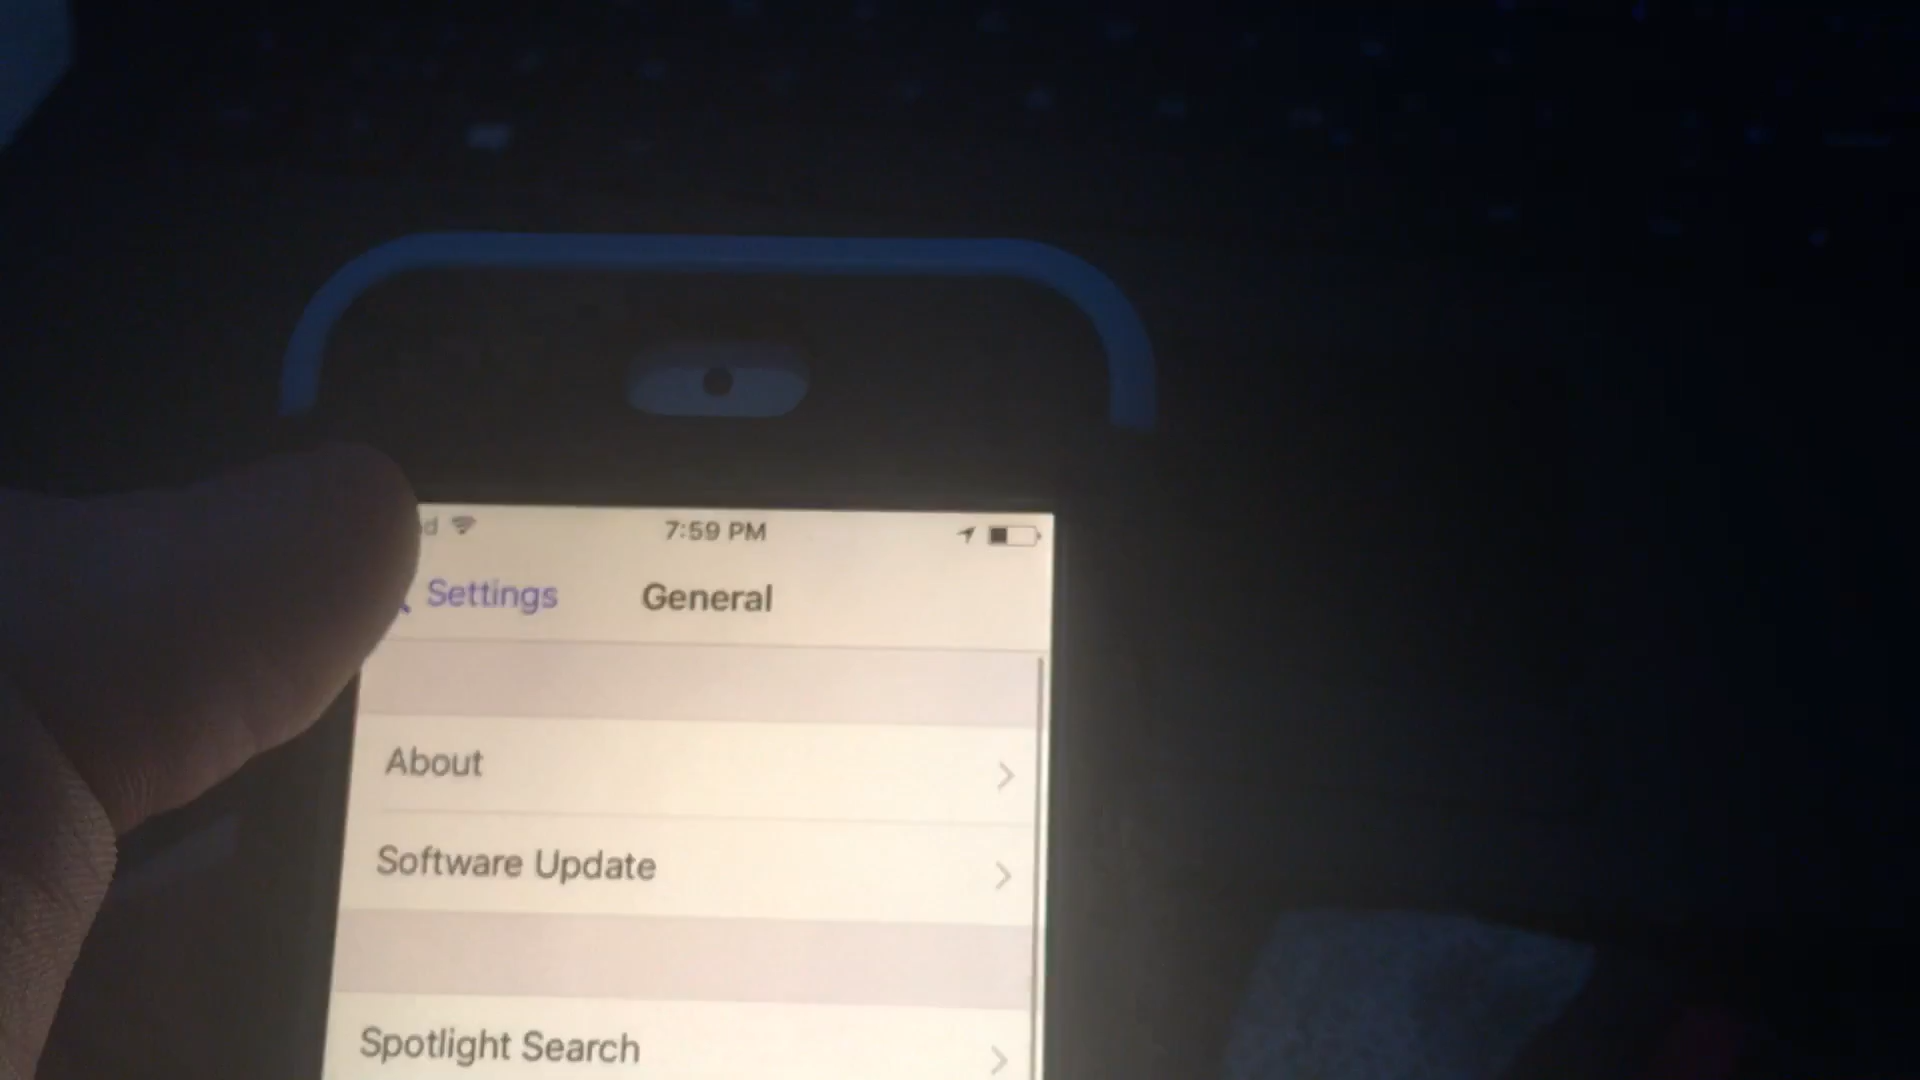 d 7:59 PM
Settings General
About
Software Update
Spotlight Search